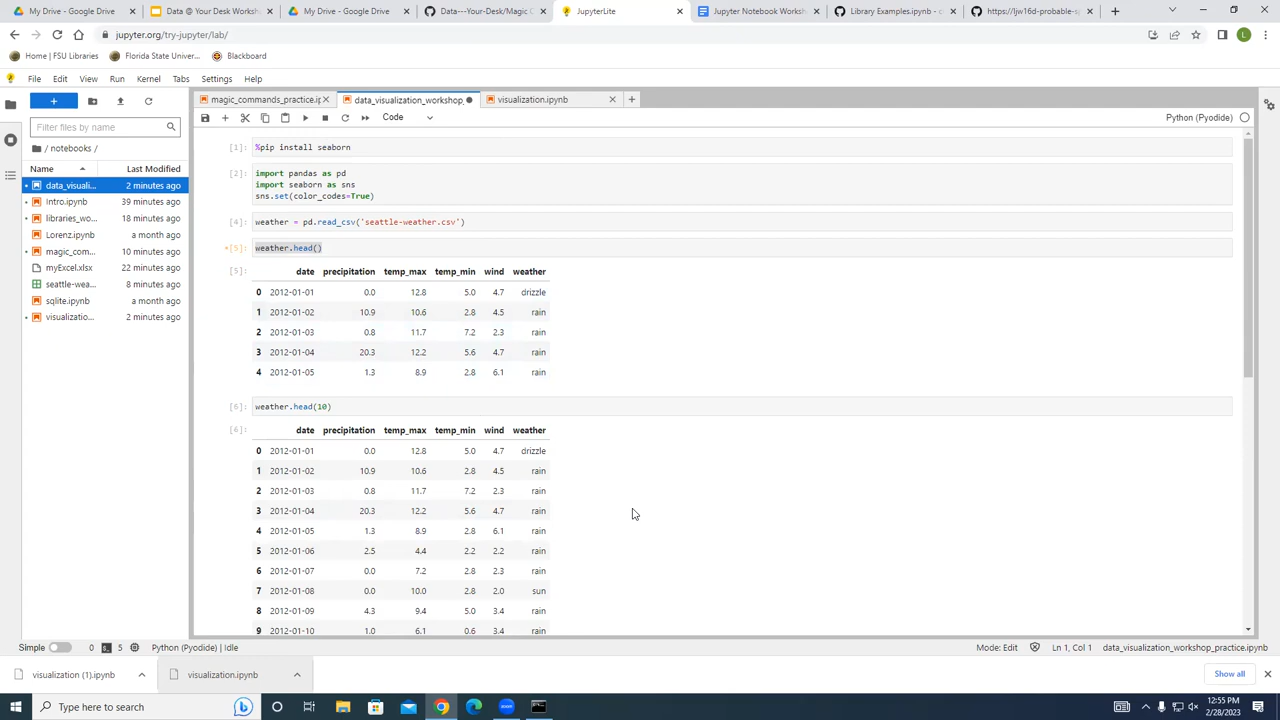 My Drive - Google Drive
Data @ Your Desk Worksh
My Drive - Google Drive
Data---Your-Desk/Magic C
JupyterLite
Jupyter Notebook Worksh
Library Examples.ipynb - c
https://ljw16d-probable-s
jupyter.org/try-jupyter/lab/
L
Home | FSU Libraries
Florida State Univer...
Blackboard
File Edit View Run Kernel Tabs Settings Help
magic_commands_practice.ip
data_visualization_workshop_
visualization.ipynb
Code
Python (Pyodide)
Filter files by name
/ notebooks /
Name Last Modified
data_visuali... 2 minutes ago
Intro.ipynb 39 minutes ago
libraries_wo... 18 minutes ago
Lorenz.ipynb a month ago
magic_com... 10 minutes ago
myExcel.xlsx 22 minutes ago
seattle-wea... 8 minutes ago
sqlite.ipynb a month ago
visualizatio... 2 minutes ago
[1]: %pip install seaborn
[2]: import pandas as pd
import seaborn as sns
sns.set(color_codes=True)
[4]: weather = pd.read_csv('seattle-weather.csv')
•[5]: weather.head()
[5]: date precipitation temp_max temp_min wind weather
0 2012-01-01 0.0 12.8 5.0 4.7 drizzle
1 2012-01-02 10.9 10.6 2.8 4.5 rain
2 2012-01-03 0.8 11.7 7.2 2.3 rain
3 2012-01-04 20.3 12.2 5.6 4.7 rain
4 2012-01-05 1.3 8.9 2.8 6.1 rain
[6]: weather.head(10)
[6]: date precipitation temp_max temp_min wind weather
0 2012-01-01 0.0 12.8 5.0 4.7 drizzle
1 2012-01-02 10.9 10.6 2.8 4.5 rain
2 2012-01-03 0.8 11.7 7.2 2.3 rain
3 2012-01-04 20.3 12.2 5.6 4.7 rain
4 2012-01-05 1.3 8.9 2.8 6.1 rain
5 2012-01-06 2.5 4.4 2.2 2.2 rain
6 2012-01-07 0.0 7.2 2.8 2.3 rain
7 2012-01-08 0.0 10.0 2.8 2.0 sun
8 2012-01-09 4.3 9.4 5.0 3.4 rain
9 2012-01-10 1.0 6.1 0.6 3.4 rain
Simple 0 5 Python (Pyodide) | Idle
Mode: Edit Ln 1, Col 1 data_visualization_workshop_practice.ipynb
visualization (1).ipynb
visualization.ipynb
Show all
Type here to search
12:55 PM
2/28/2023